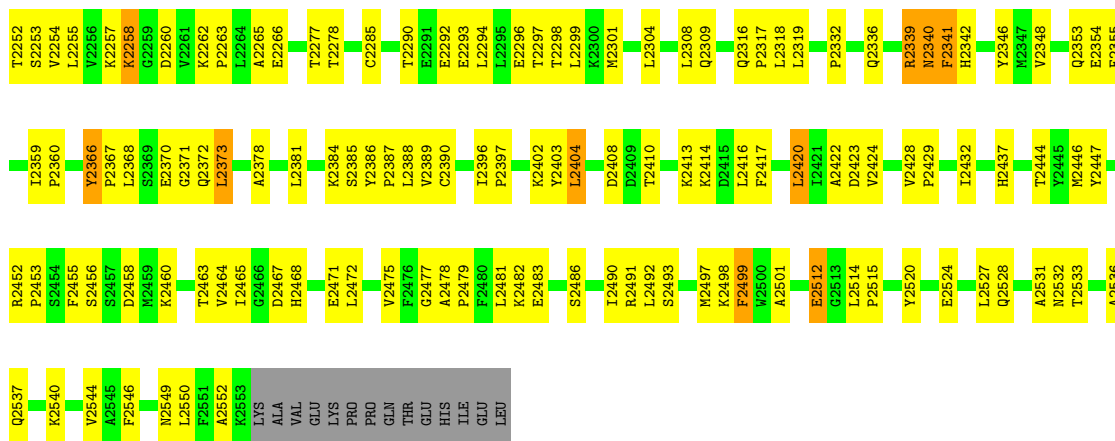 T2252 S2253 V2254 L2255 V2256 K2257 K2258 G2259 D2260 V2261 K2262 P2263 L2264 A2265 E2266 T2277 T2278 C2285 T2290 E2291 E2292 E2293 L2294 L2295 E2296 T2297 T2298 L2299 K2300 M2301 L2304 L2308 Q2309 Q2316 P2317 L2318 L2319 P2332 Q2336 R2339 N2340 F2341 H2342 Y2346 M2347 V2348 Q2353 E2354
I2359 P2360 Y2366 P2367 L2368 S2369 E2370 G2371 Q2372 L2373 A2378 L2381 K2384 S2385 Y2386 P2387 L2388 V2389 C2390 I2396 P2397 K2402 Y2403 L2404 D2408 D2409 T2410 K2413 K2414 D2415 L2416 F2417 L2420 I2421 A2422 D2423 V2424 V2428 P2429 I2432 H2437 T2444 Y2445 M2446 Y2447
R2452 P2453 S2454 F2455 S2456 S2457 D2458 M2459 K2460 T2463 V2464 I2465 G2466 D2467 H2468 E2471 L2472 V2475 F2476 G2477 A2478 P2479 F2480 L2481 K2482 E2483 S2486 I2490 R2491 L2492 S2493 M2497 K2498 F2499 W2500 A2501 E2512 G2513 L2514 P2515 Y2520 E2524 L2527 Q2528 A2531 N2532 T2533 A2536
Q2537 K2540 V2544 A2545 F2546 N2549 L2550 F2551 A2552 K2553 LYS ALA VAL GLU LYS PRO PRO GLN THR GLU HIS ILE GLU LEU